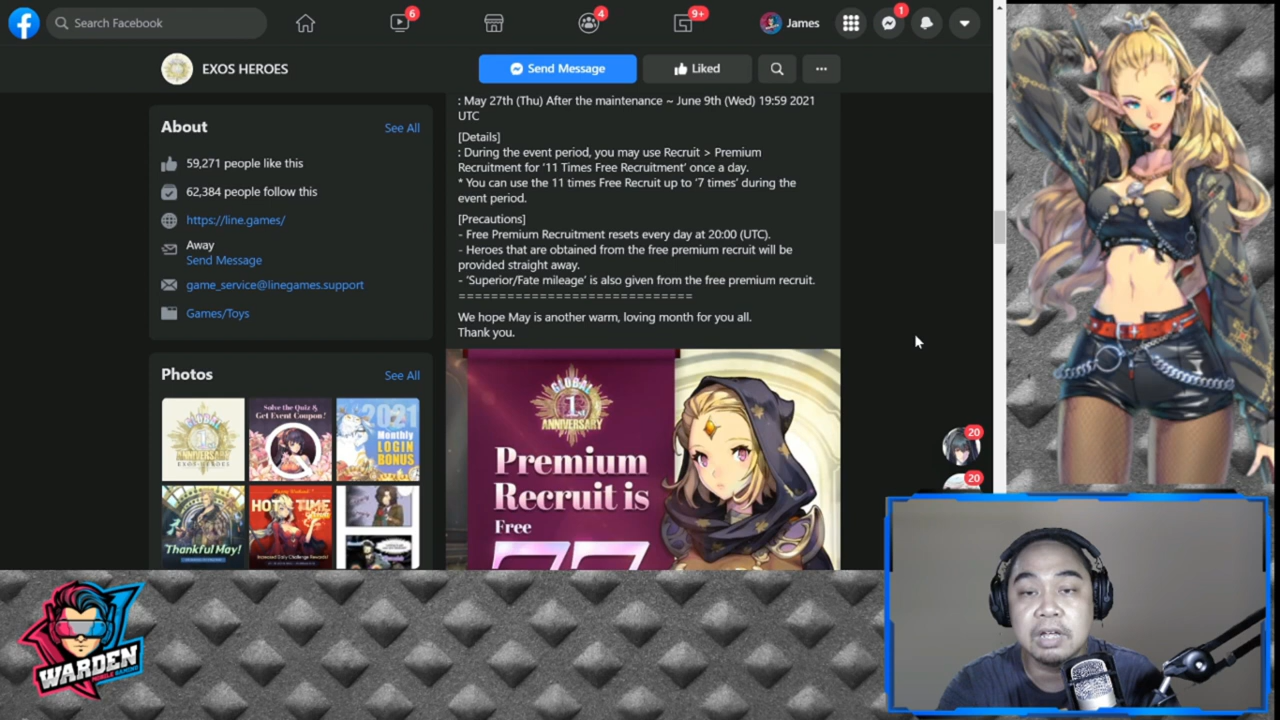 Search Facebook
6
4
9+
James
1
EXOS HEROES
Send Message
Liked
About
See All
59,271 people like this
62,384 people follow this
https://line.games/
Away
Send Message
game_service@linegames.support
Games/Toys
Photos
See All
GLOBAL
1st
ANNIVERSARY
EXOS HEROES
Solve the Quiz &
Get Event Coupon!
2021
Monthly
LOGIN
BONUS
Thankful May!
HOT TIME
: May 27th (Thu) After the maintenance ~ June 9th (Wed) 19:59 2021
UTC
[Details]
: During the event period, you may use Recruit > Premium
Recruitment for '11 Times Free Recruitment' once a day.
* You can use the 11 times Free Recruit up to '7 times' during the
event period.
[Precautions]
- Free Premium Recruitment resets every day at 20:00 (UTC).
- Heroes that are obtained from the free premium recruit will be
provided straight away.
- 'Superior/Fate mileage' is also given from the free premium recruit.
============================
We hope May is another warm, loving month for you all.
Thank you.
GLOBAL
1st
ANNIVERSARY
Premium
Recruit is
Free
77
20
20
WARDEN
MOBILE GAMING